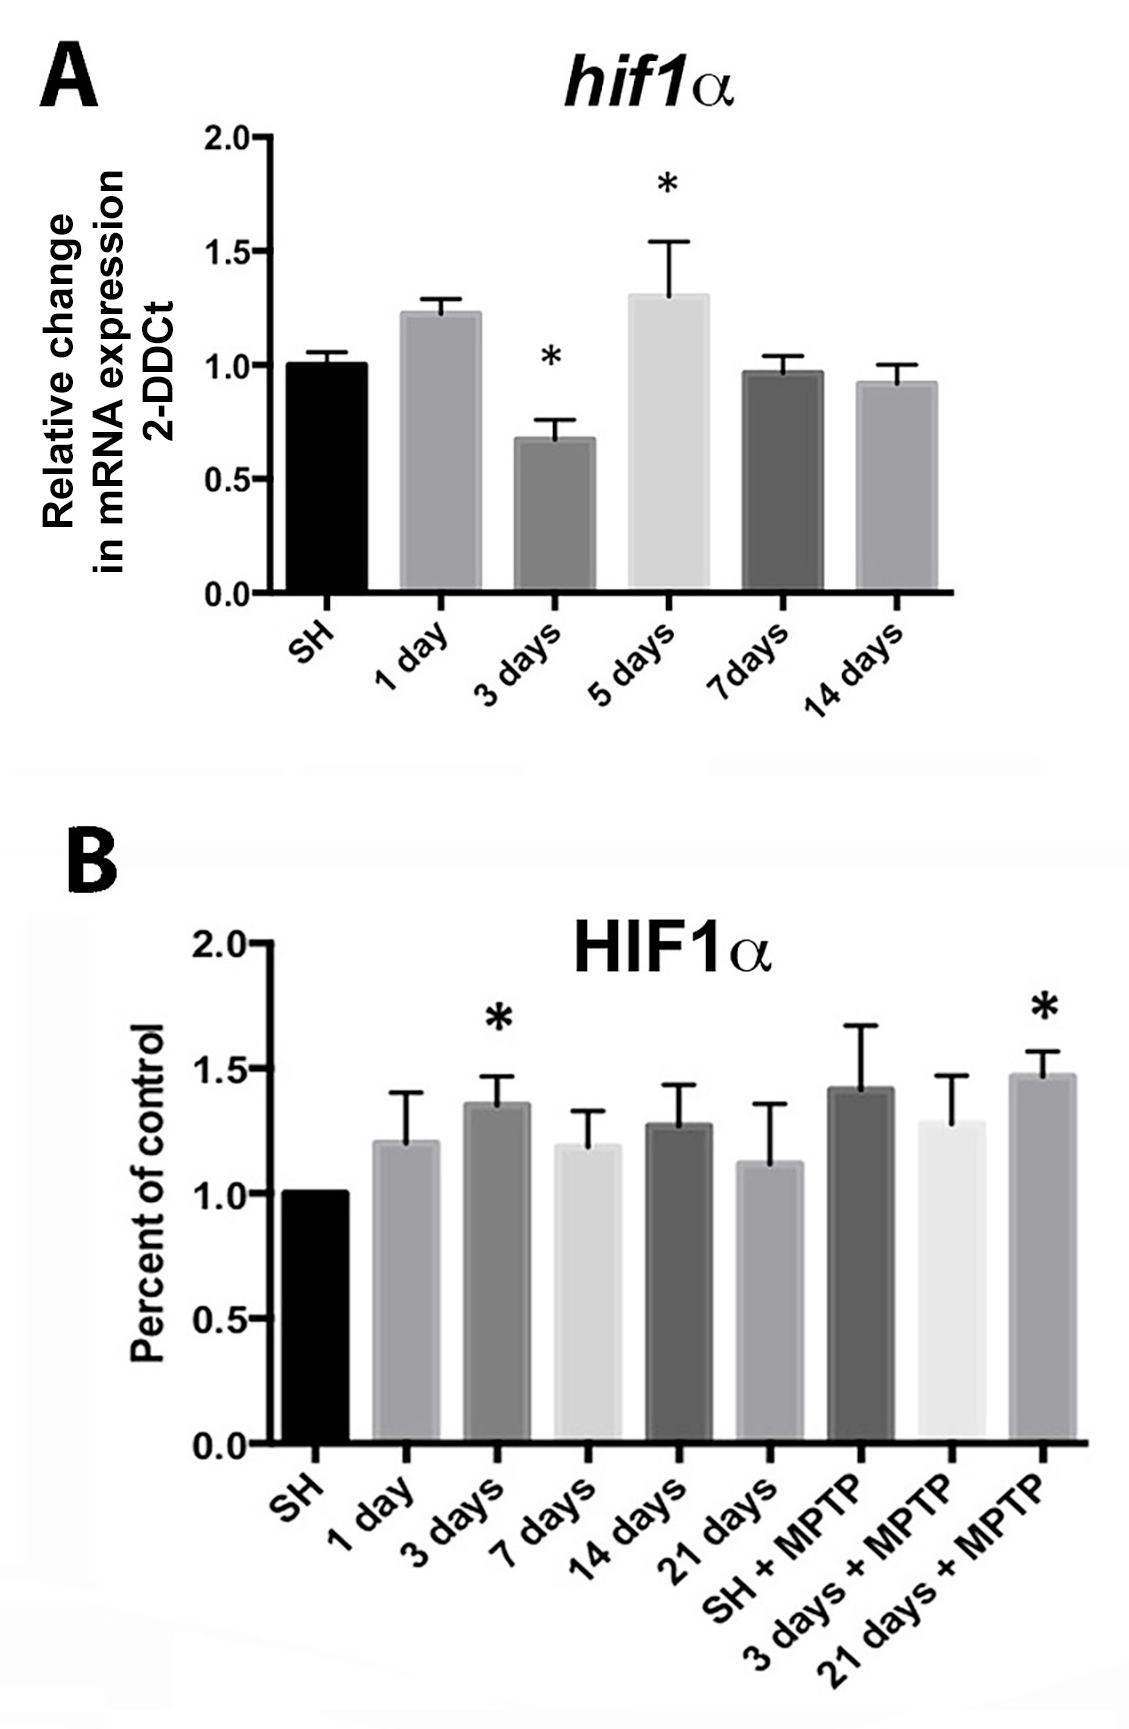 A
hif1α
Relative change
in mRNA expression
2-DDCt
2.0
1.5
1.0
0.5
0.0
*
*
SH
1 day
3 days
5 days
7days
14 days
B
HIF1α
Percent of control
2.0
1.5
1.0
0.5
0.0
*
*
SH
1 day
3 days
7 days
14 days
21 days
SH + MPTP
3 days + MPTP
21 days + MPTP